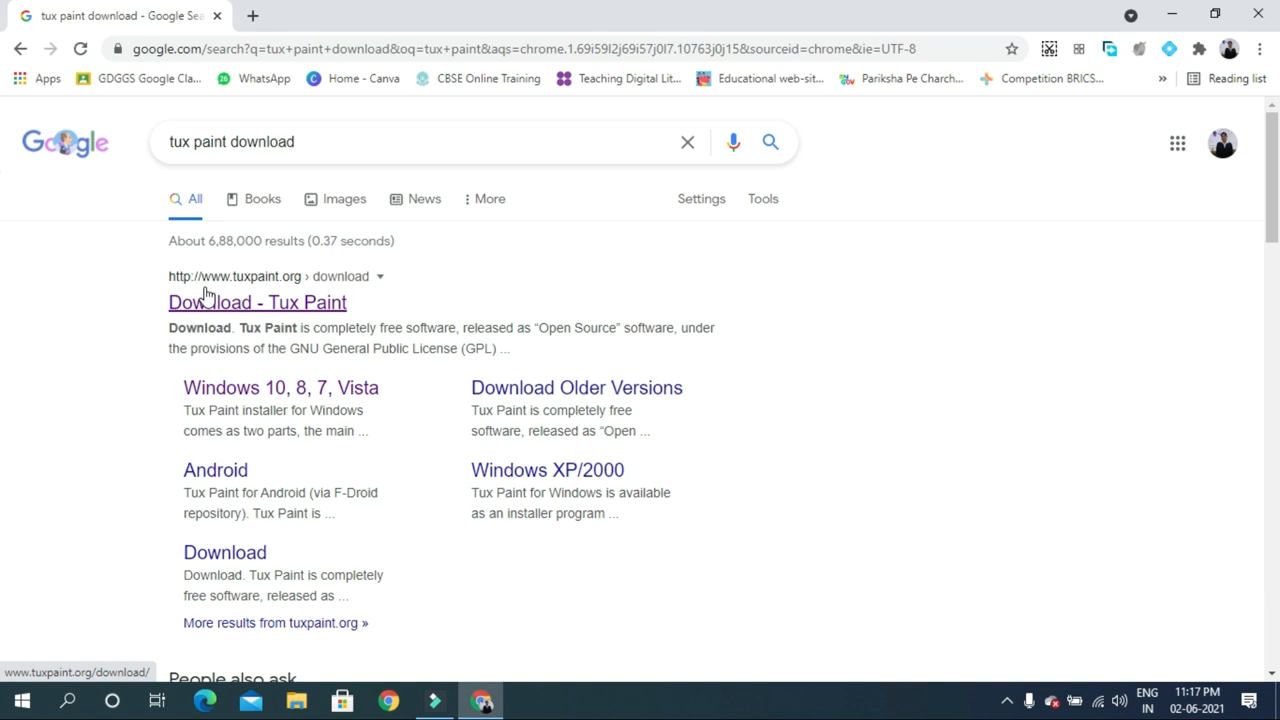 tux paint download - Google Sea
google.com/search?q=tux+paint+download&oq=tux+paint&aqs=chrome.1.69i59l2j69i57j0l7.10763j0j15&sourceid=chrome&ie=UTF-8
Apps GDGGS Google Cla... WhatsApp Home - Canva CBSE Online Training Teaching Digital Lit... Educational web-sit... Pariksha Pe Charch... Competition BRICS... » Reading list
Google
tux paint download
All Books Images News More Settings Tools
About 6,88,000 results (0.37 seconds)
http://www.tuxpaint.org › download
Download - Tux Paint
Download. Tux Paint is completely free software, released as “Open Source” software, under
the provisions of the GNU General Public License (GPL) ...
Windows 10, 8, 7, Vista
Tux Paint installer for Windows
comes as two parts, the main ...
Download Older Versions
Tux Paint is completely free
software, released as “Open ...
Android
Tux Paint for Android (via F-Droid
repository). Tux Paint is ...
Windows XP/2000
Tux Paint for Windows is available
as an installer program ...
Download
Download. Tux Paint is completely
free software, released as ...
More results from tuxpaint.org »
People also ask
www.tuxpaint.org/download/
ENG
IN
11:17 PM
02-06-2021